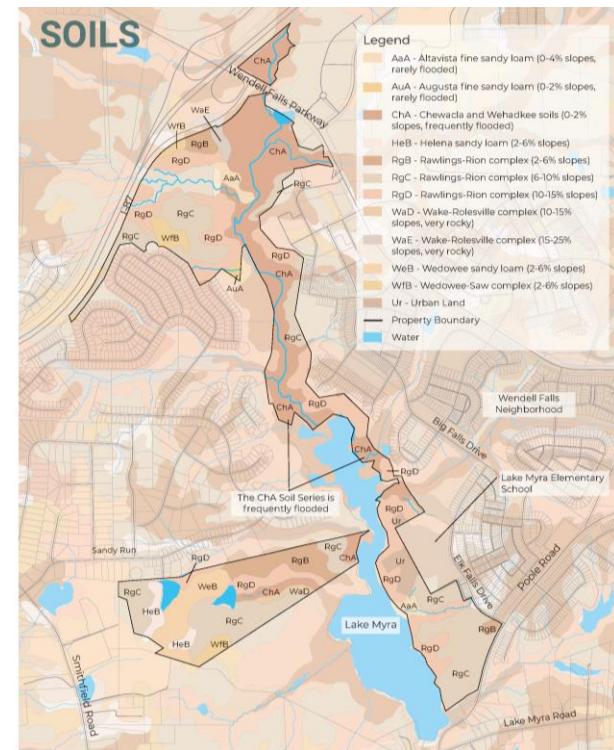 SOILS
Legend
AaA - Altavista fine sandy loam (0-4% slopes,
rarely flooded)
AuA - Augusta fine sandy loam (0-2% slopes,
rarely flooded)
ChA - Chewacla and Wehadkee soils (0-2%
slopes, frequently flooded)
HeB - Helena sandy loam (2-6% slopes)
RgB - Rawlings-Rion complex (2-6% slopes)
RgC - Rawlings-Rion complex (6-10% slopes)
RgD - Rawlings-Rion complex (10-15% slopes)
WaD - Wake-Rolesville complex (10-15%
slopes, very rocky)
WaE - Wake-Rolesville complex (15-25%
slopes, very rocky)
WeB - Wedowee sandy loam (2-6% slopes)
WfB - Wedowee-Saw complex (2-6% slopes)
Ur - Urban Land
Property Boundary
Water
ChA
Wendell Falls Parkway
WaE
WfB
RgB
RgD
ChA
AaA
RgC
RgD
RgC
RgD
RgC
WfB
AuA
RgD
ChA
RgC
ChA
RgD
Wendell Falls
Neighborhood
Big Falls Drive
ChA
RgD
Lake Myra Elementary
School
The ChA Soil Series is
frequently flooded
RgD
Ur
Sandy Run
RgD
RgC
RgB
ChA
Ur
Elk Falls Drive
Poole Road
RgC
WeB
RgD
ChA
WaD
RgD
HeB
RgC
AaA
RgC
RgB
Lake Myra
HeB
WfB
RgD
RgC
Smithfield Road
Lake Myra Road